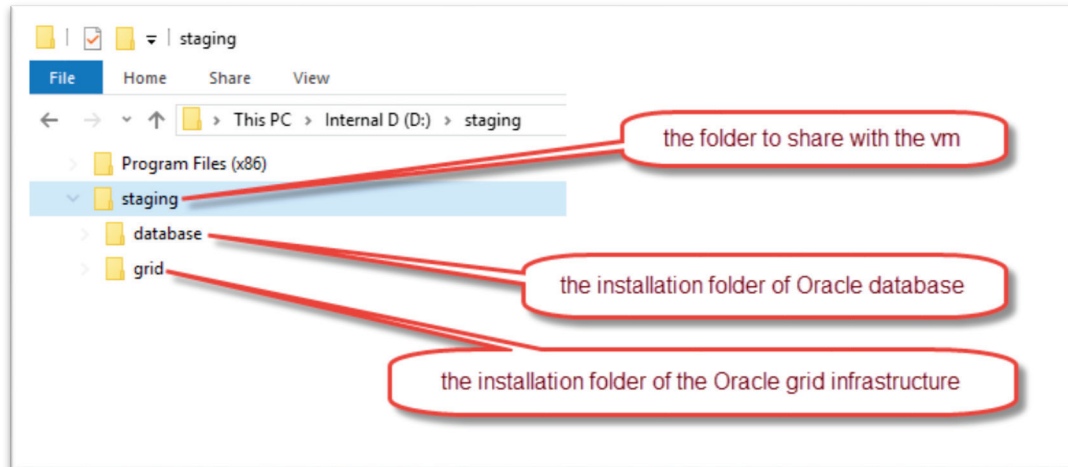 staging
File Home Share View
This PC > Internal D (D:) > staging
the folder to share with the vm
Program Files (x86)
staging
database
the installation folder of Oracle database
grid
the installation folder of the Oracle grid infrastructure